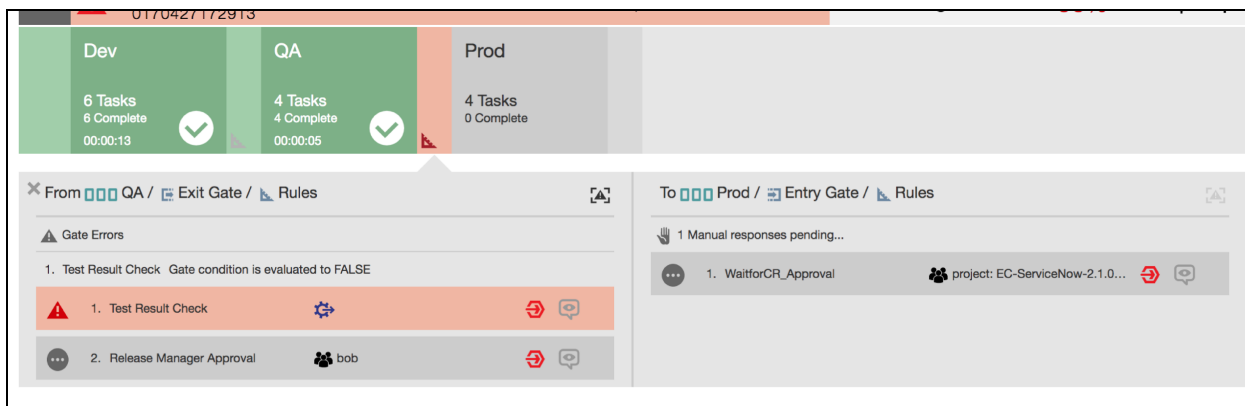 0170427172913
Dev
QA
Prod
6 Tasks
6 Complete
00:00:13
4 Tasks
4 Complete
00:00:05
4 Tasks
0 Complete
From QA / Exit Gate / Rules
To Prod / Entry Gate / Rules
Gate Errors
1 Manual responses pending...
1. Test Result Check Gate condition is evaluated to FALSE
1. WaitforCR_Approval project: EC-ServiceNow-2.1.0...
1. Test Result Check
2. Release Manager Approval bob